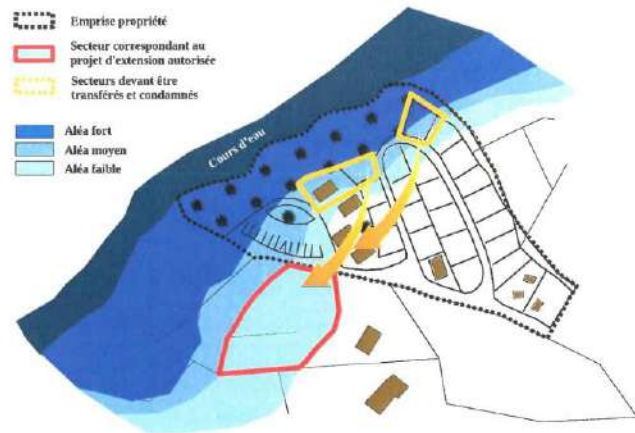 Emprise propriété
Secteur correspondant au
projet d'extension autorisée
Secteurs devant être
transférés et condamnés
Aléa fort
Aléa moyen
Aléa faible
Cours d'eau